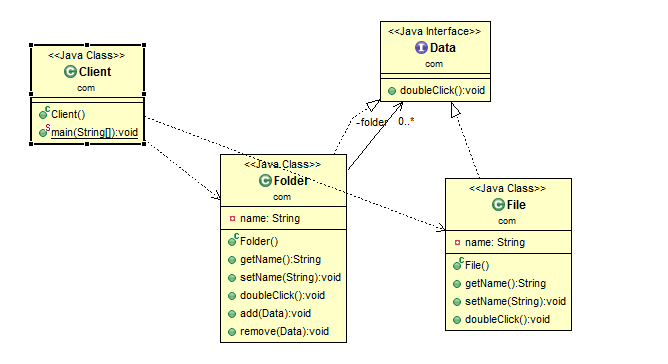 <<Java Class>>
Client
com
Client()
main(String[]):void
<<Java Interface>>
Data
com
doubleClick():void
-folder
0..*
<<Java Class>>
Folder
com
name: String
Folder()
getName():String
setName(String):void
doubleClick():void
add(Data):void
remove(Data):void
<<Java Class>>
File
com
name: String
File()
getName():String
setName(String):void
doubleClick():void